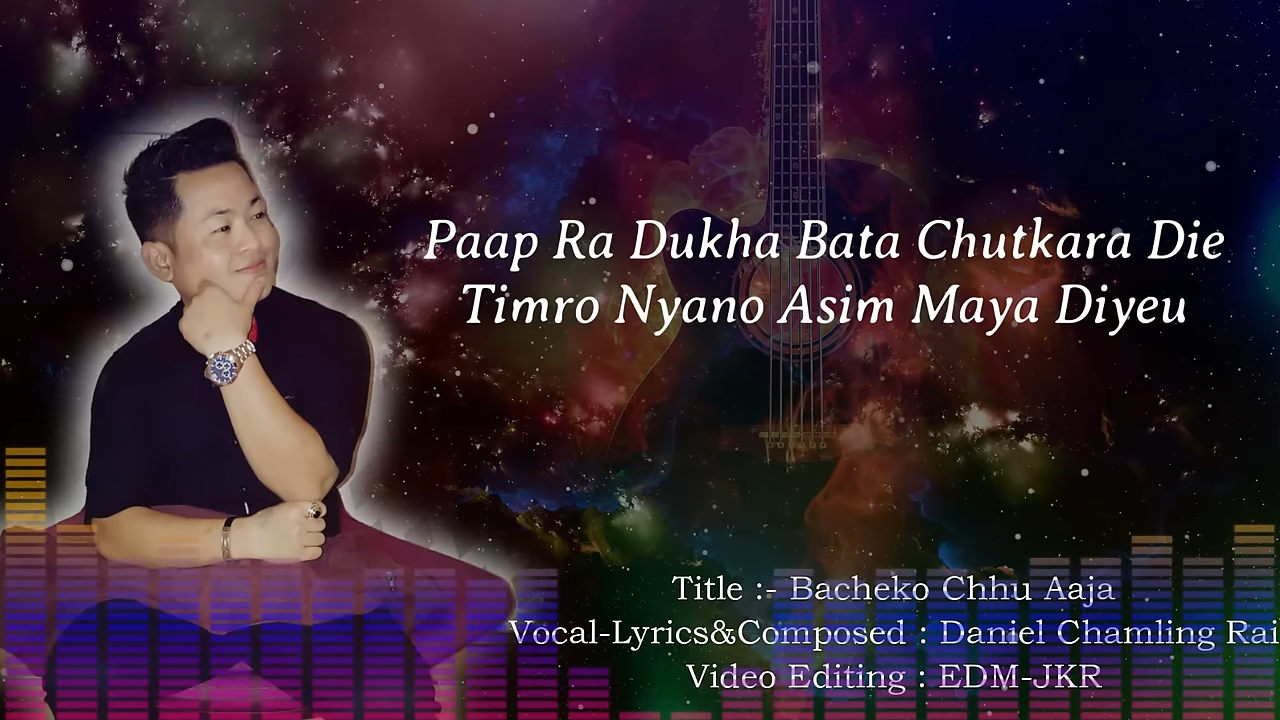 Paap Ra Dukha Bata Chutkara Die
Timro Nyano Asim Maya Diyeu
Title :- Bacheko Chhu Aaja
Vocal-Lyrics&Composed : Daniel Chamling Rai
Video Editing : EDM-JKR